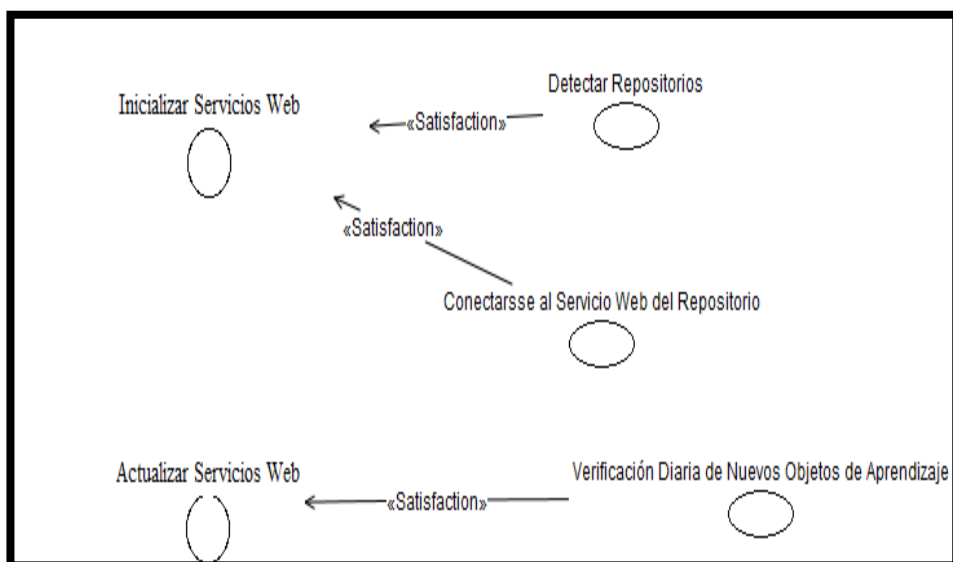 Detectar Repositorios
Inicializar Servicios Web
«Satisfaction»
«Satisfaction»
Conectarsse al Servicio Web del Repositorio
Actualizar Servicios Web
Verificación Diaria de Nuevos Objetos de Aprendizaje
«Satisfaction»